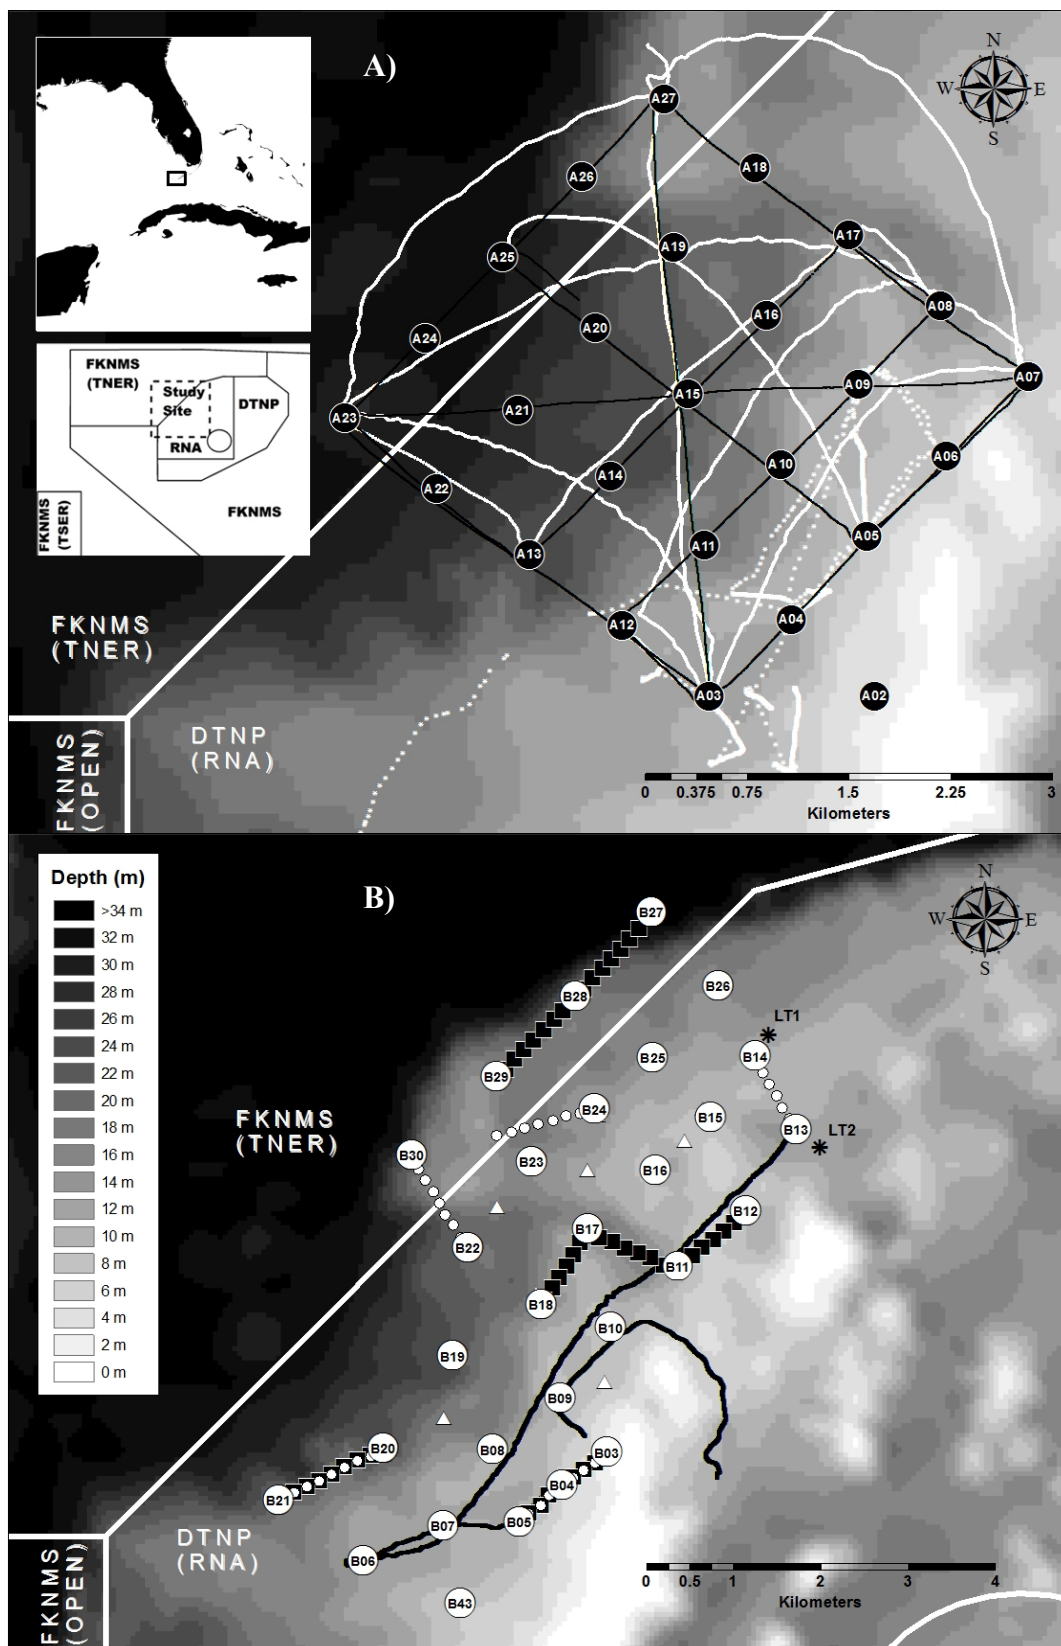 A)
N
W
E
S
FKNMS
(TNER)
Study
Site
DTNP
RNA
FKNMS
(TSER)
FKNMS
A27
A26
A18
A25
A19
A17
A24
A20
A16
A08
A23
A21
A15
A09
A07
A22
A14
A10
A06
A13
A11
A05
A12
A04
A03
A02
FKNMS
(TNER)
DTNP
(RNA)
FKNMS
(OPEN)
0 0.375 0.75 1.5 2.25 3
Kilometers
B)
Depth (m)
>34 m
32 m
30 m
28 m
26 m
24 m
22 m
20 m
18 m
16 m
14 m
12 m
10 m
8 m
6 m
4 m
2 m
0 m
N
W
E
S
B27
B28
B26
LT1
B29
B25
B14
B24
B15
B13
LT2
FKNMS
(TNER)
B30
B23
B16
B22
B17
B12
B11
B18
B10
B19
B09
B20
B08
B03
B21
B04
B07
B05
B06
B43
DTNP
(RNA)
FKNMS
(OPEN)
0 0.5 1 2 4
Kilometers